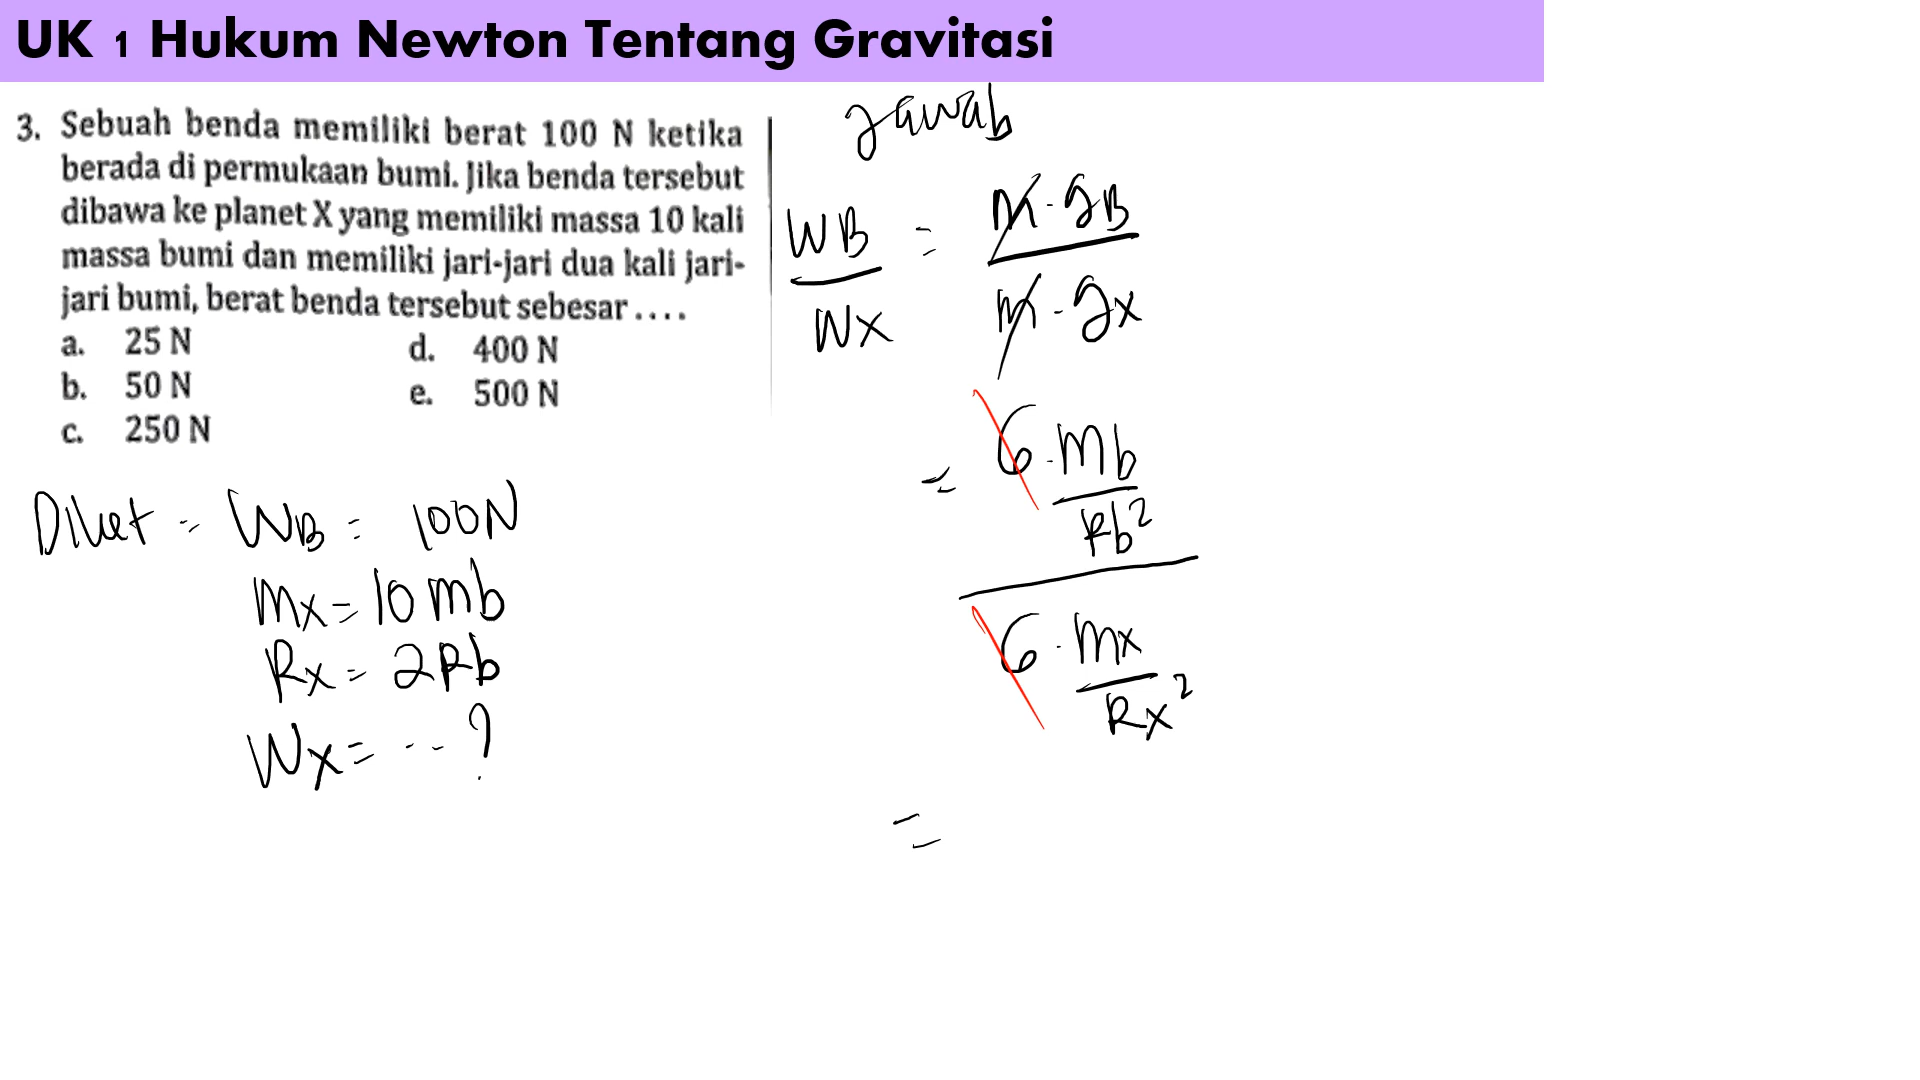 UK 1 Hukum Newton Tentang Gravitasi
3. Sebuah benda memiliki berat 100 N ketika
berada di permukaan bumi. Jika benda tersebut
dibawa ke planet X yang memiliki massa 10 kali
massa bumi dan memiliki jari-jari dua kali jari-
jari bumi, berat benda tersebut sebesar . . . .
a. 25 N
b. 50 N
c. 250 N
d. 400 N
e. 500 N
Diket = WB = 100N
Mx = 10 mb
Rx = 2Rb
Wx = ... ?
Jawab
WB = m . gB
Wx m . gx
= G . Mb
Rb²
G . Mx
Rx²
=